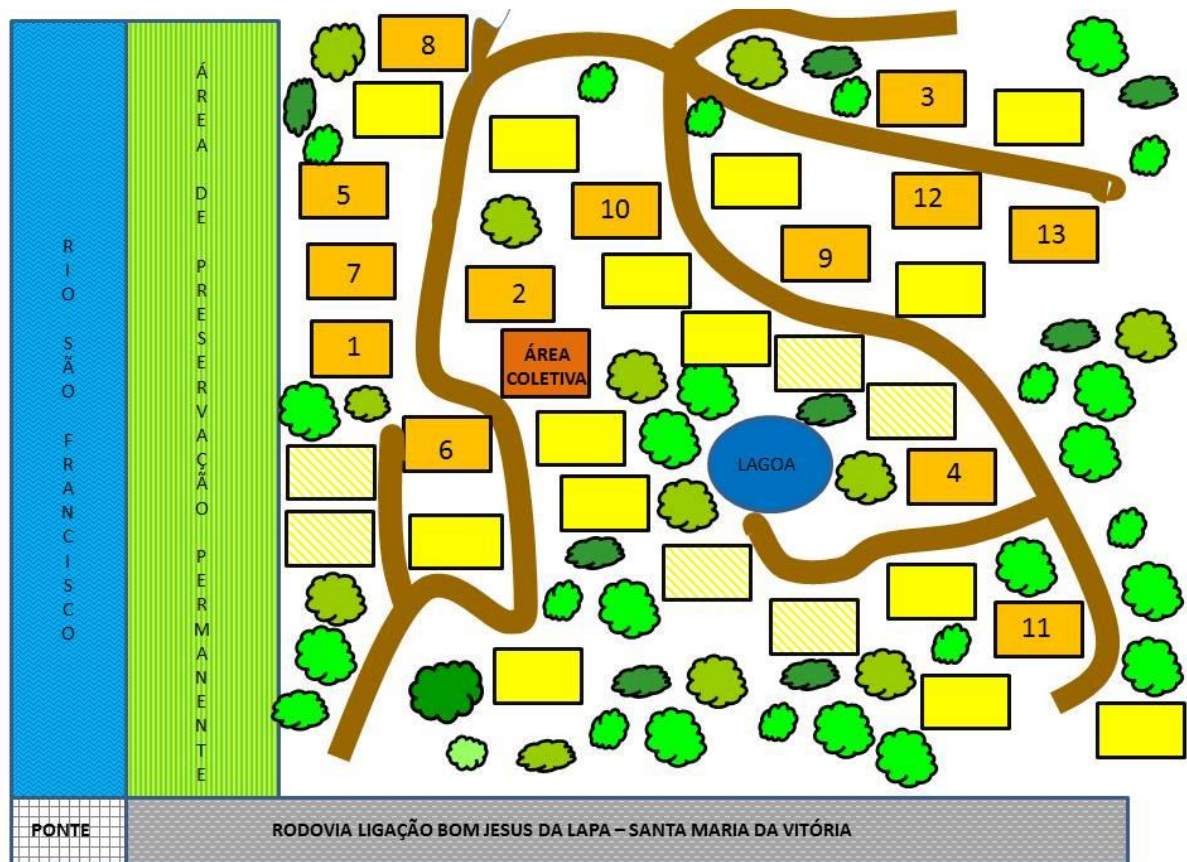 RIO SÃO FRANCISCO
ÁREA DE PRESERVAÇÃO PERMANENTE
8
3
5
10
12
13
7
9
2
1
ÁREA
COLETIVA
6
LAGOA
4
11
PONTE
RODOVIA LIGAÇÃO BOM JESUS DA LAPA – SANTA MARIA DA VITÓRIA